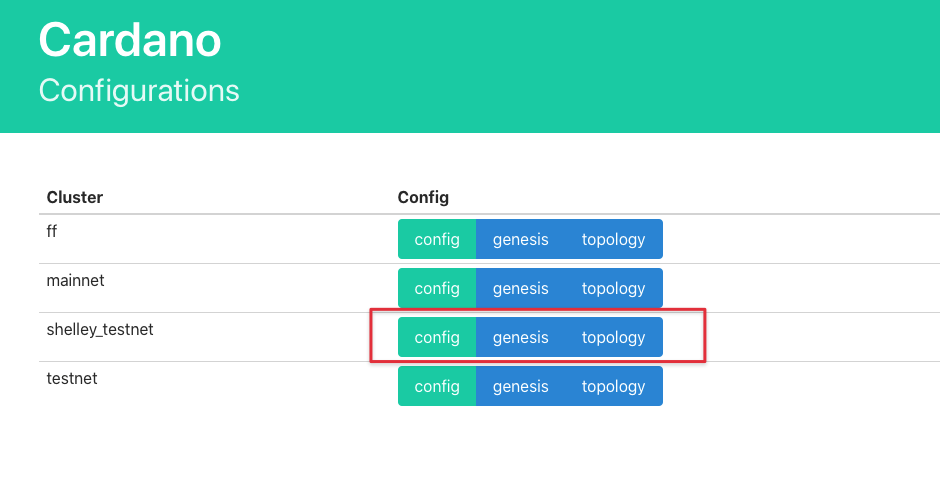 Cardano
Configurations
Cluster Config
ff config genesis topology
mainnet config genesis topology
shelley_testnet config genesis topology
testnet config genesis topology